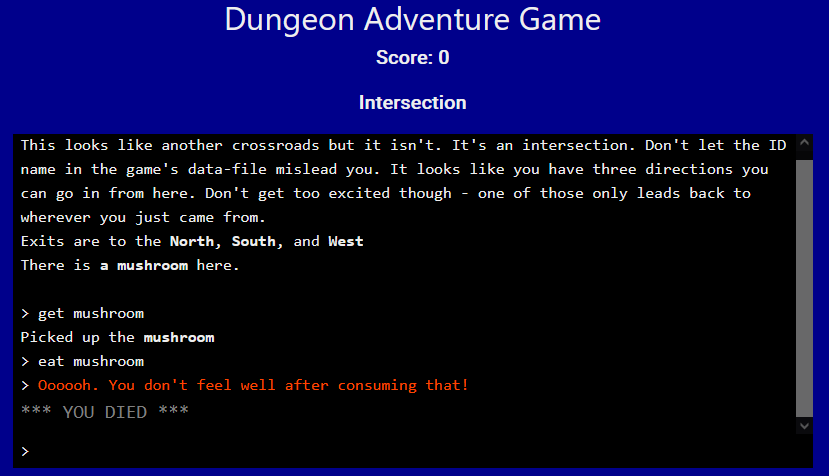 Dungeon Adventure Game
Score: 0
Intersection
This looks like another crossroads but it isn't. It's an intersection. Don't let the ID
name in the game's data-file mislead you. It looks like you have three directions you
can go in from here. Don't get too excited though - one of those only leads back to
wherever you just came from.
Exits are to the North, South, and West
There is a mushroom here.
> get mushroom
Picked up the mushroom
> eat mushroom
> Oooooh. You don't feel well after consuming that!
*** YOU DIED ***
>